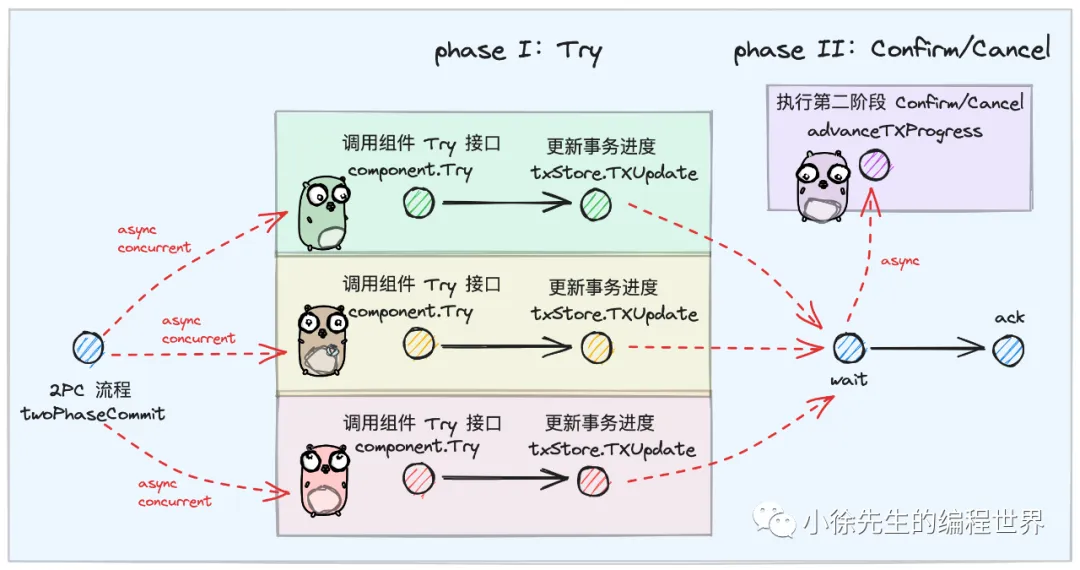 phase I: Try
phase II: Confirm/Cancel
执行第二阶段 Confirm/Cancel
advanceTXProgress
调用组件 Try 接口
component.Try
更新事务进度
txStore.TXUpdate
async
concurrent
调用组件 Try 接口
component.Try
更新事务进度
txStore.TXUpdate
async
concurrent
async
ack
wait
2PC 流程
twoPhaseCommit
调用组件 Try 接口
component.Try
更新事务进度
txStore.TXUpdate
async
concurrent
小徐先生的编程世界